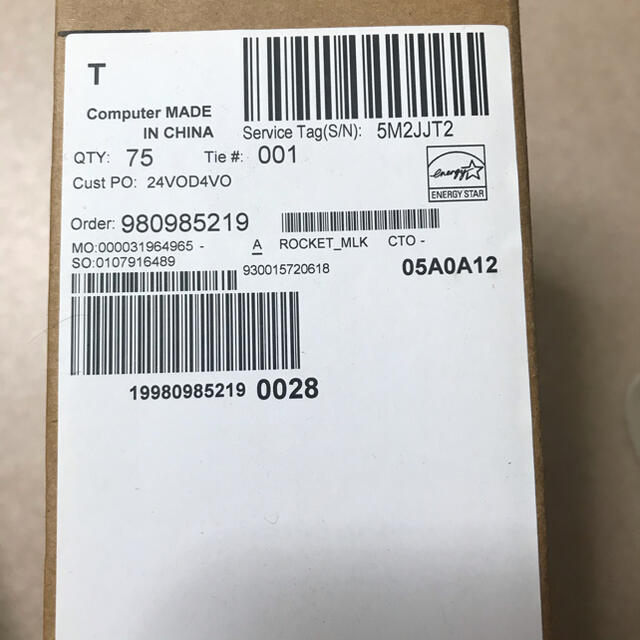 T
Computer MADE
IN CHINA
Service Tag(S/N): 5M2JJT2
QTY: 75 Tie #: 001
Cust PO: 24VOD4VO
energy
ENERGY STAR
Order: 980985219
MO:000031964965 - A ROCKET_MLK CTO -
SO:0107916489
930015720618
05A0A12
19980985219 0028